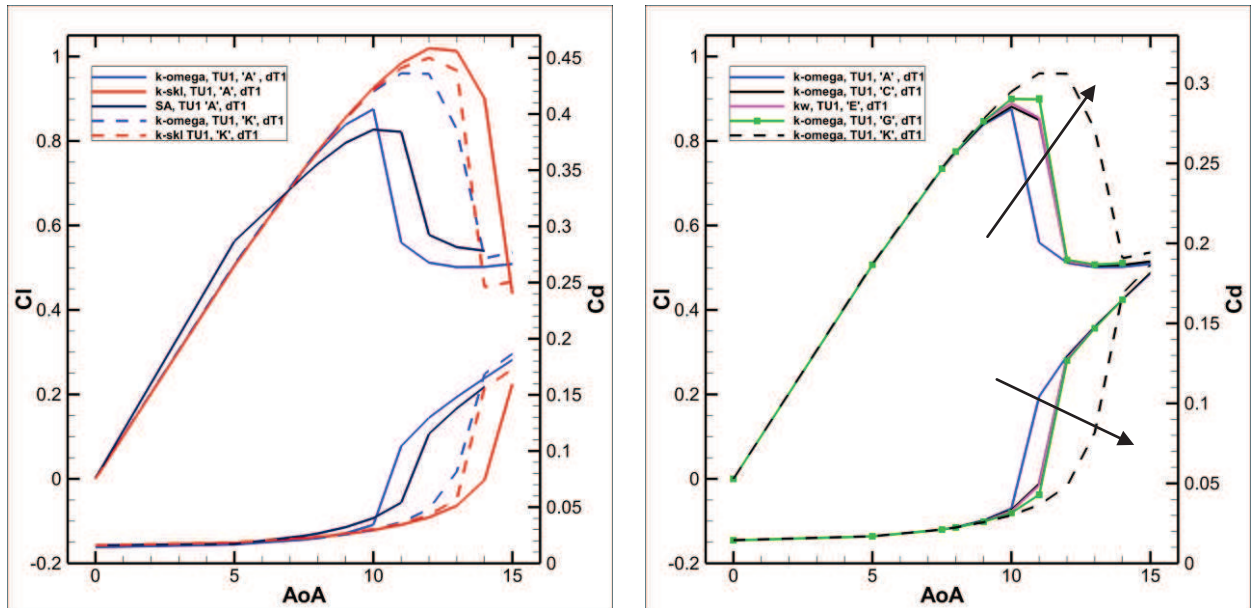 k-omega, TU1, 'A' , dT1
k-skl, TU1, 'A', dT1
SA, TU1 'A', dT1
k-omega, TU1, 'K', dT1
k-skl TU1, 'K', dT1
1
0.8
0.6
0.4
0.2
0
-0.2
Cl
0.45
0.4
0.35
0.3
0.25
0.2
0.15
0.1
0.05
0
Cd
0 5 10 15
AoA
k-omega, TU1, 'A' , dT1
k-omega, TU1, 'C', dT1
kw, TU1, 'E', dT1
k-omega, TU1, 'G', dT1
k-omega, TU1, 'K', dT1
1
0.8
0.6
0.4
0.2
0
-0.2
Cl
0.3
0.25
0.2
0.15
0.1
0.05
0
Cd
0 5 10 15
AoA